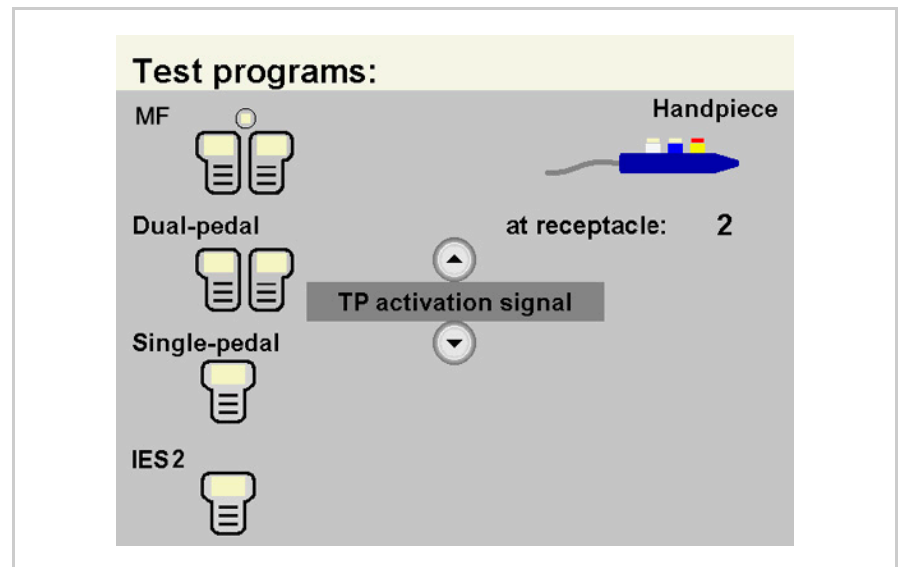 Test programs:
MF
Handpiece
Dual-pedal
at receptacle: 2
TP activation signal
Single-pedal
IES 2